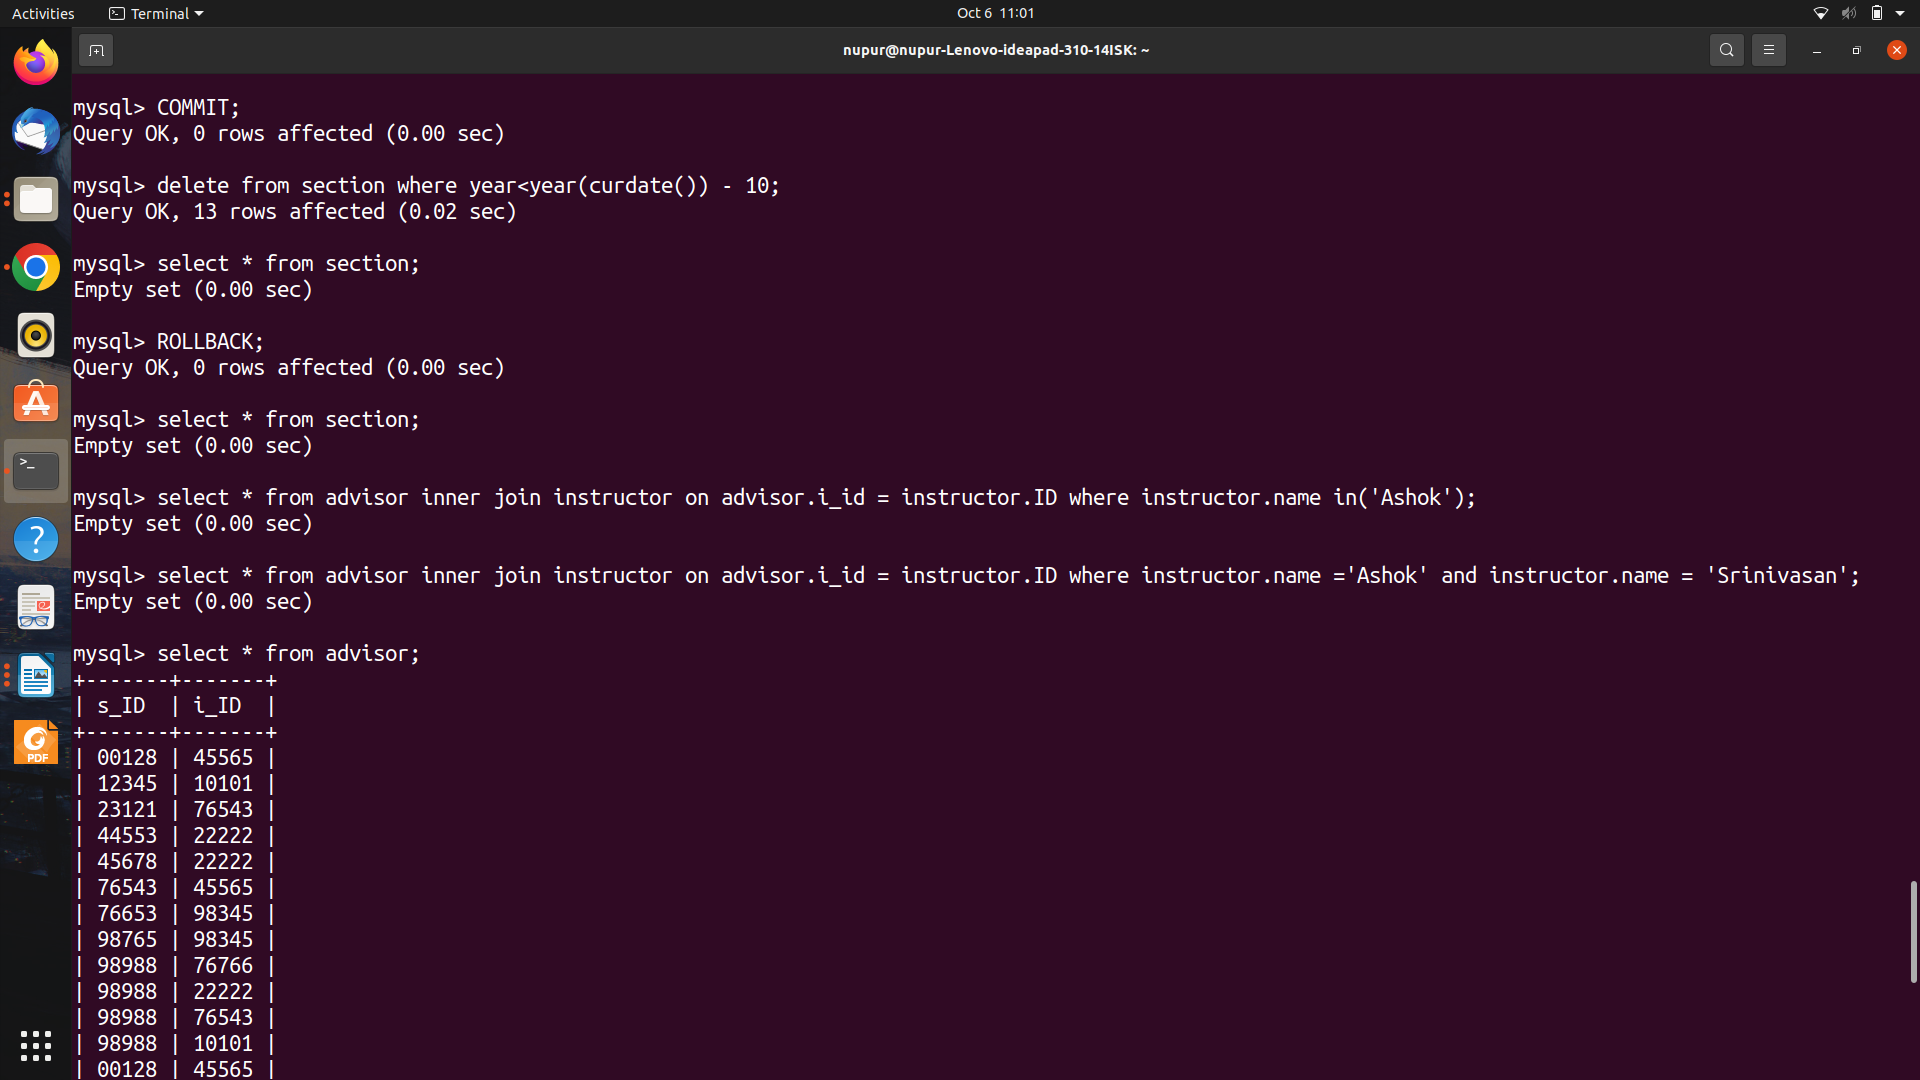 Activities
Terminal
Oct 6 11:01
nupur@nupur-Lenovo-ideapad-310-14ISK: ~
mysql> COMMIT;
Query OK, 0 rows affected (0.00 sec)
mysql> delete from section where year<year(curdate()) - 10;
Query OK, 13 rows affected (0.02 sec)
mysql> select * from section;
Empty set (0.00 sec)
mysql> ROLLBACK;
Query OK, 0 rows affected (0.00 sec)
mysql> select * from section;
Empty set (0.00 sec)
mysql> select * from advisor inner join instructor on advisor.i_id = instructor.ID where instructor.name in('Ashok');
Empty set (0.00 sec)
mysql> select * from advisor inner join instructor on advisor.i_id = instructor.ID where instructor.name ='Ashok' and instructor.name = 'Srinivasan';
Empty set (0.00 sec)
mysql> select * from advisor;
+-------+-------+
| s_ID  | i_ID  |
+-------+-------+
| 00128 | 45565 |
| 12345 | 10101 |
| 23121 | 76543 |
| 44553 | 22222 |
| 45678 | 22222 |
| 76543 | 45565 |
| 76653 | 98345 |
| 98765 | 98345 |
| 98988 | 76766 |
| 98988 | 22222 |
| 98988 | 76543 |
| 98988 | 10101 |
| 00128 | 45565 |
PDF